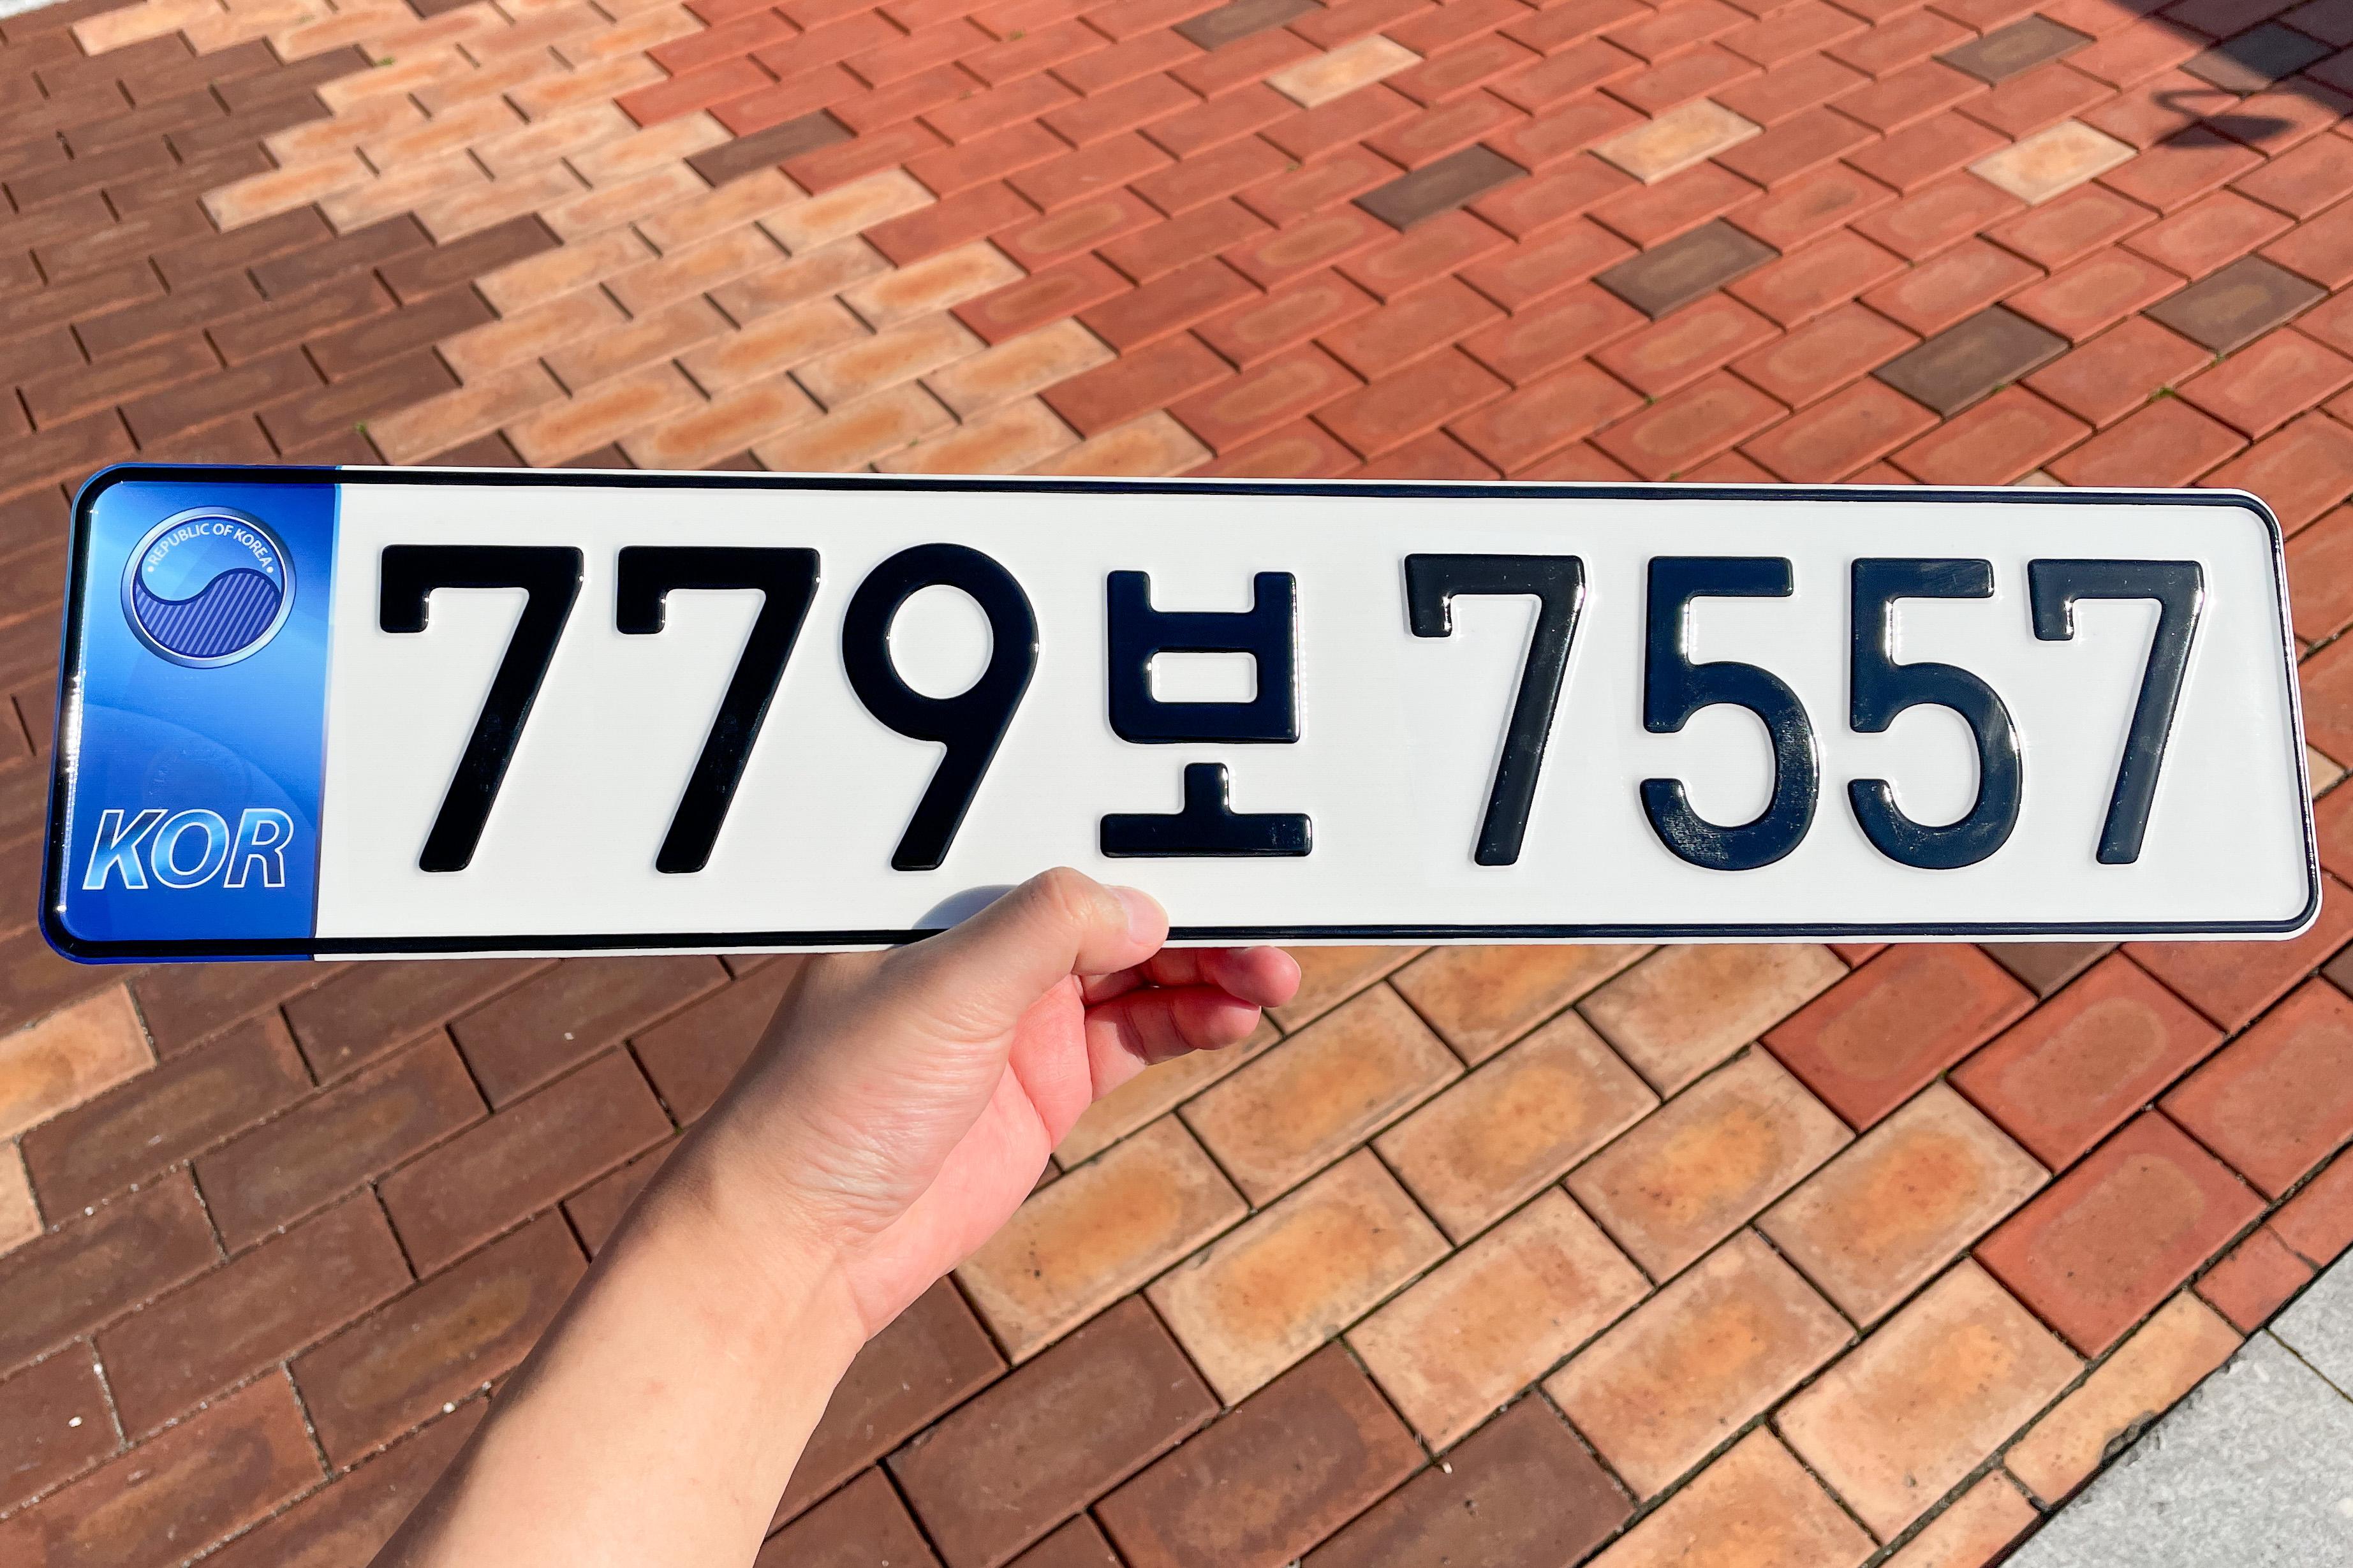 REPUBLIC OF KOREA
KOR
779보 7557